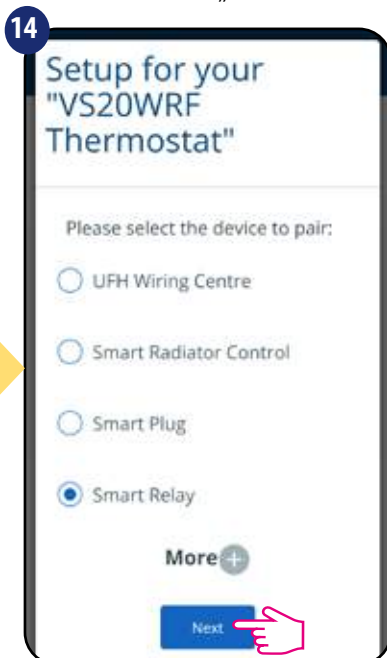 14
Setup for your
"VS20WRF
Thermostat"
Please select the device to pair:
UFH Wiring Centre
Smart Radiator Control
Smart Plug
Smart Relay
More
Next